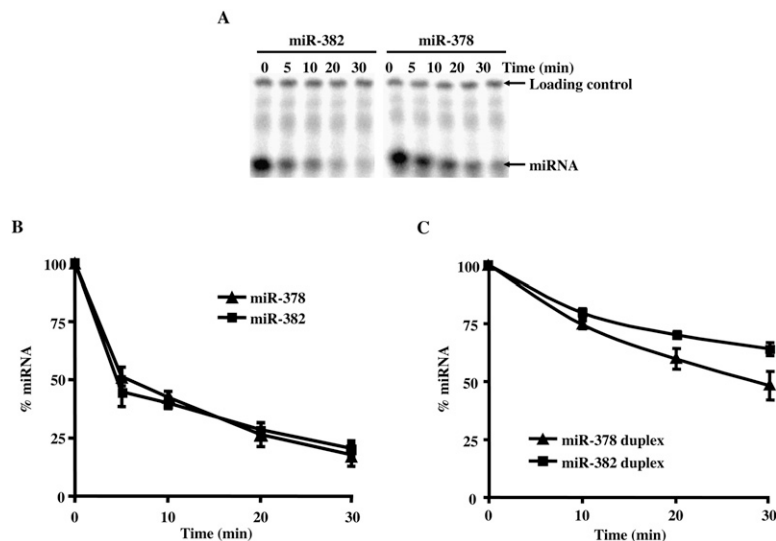 A
miR-382 miR-378
0 5 10 20 30 0 5 10 20 30 Time (min)
Loading control
miRNA
B
100
75
50
25
0
% miRNA
miR-378
miR-382
0 10 20 30
Time (min)
C
100
75
50
25
0
% miRNA
miR-378 duplex
miR-382 duplex
0 10 20 30
Time (min)